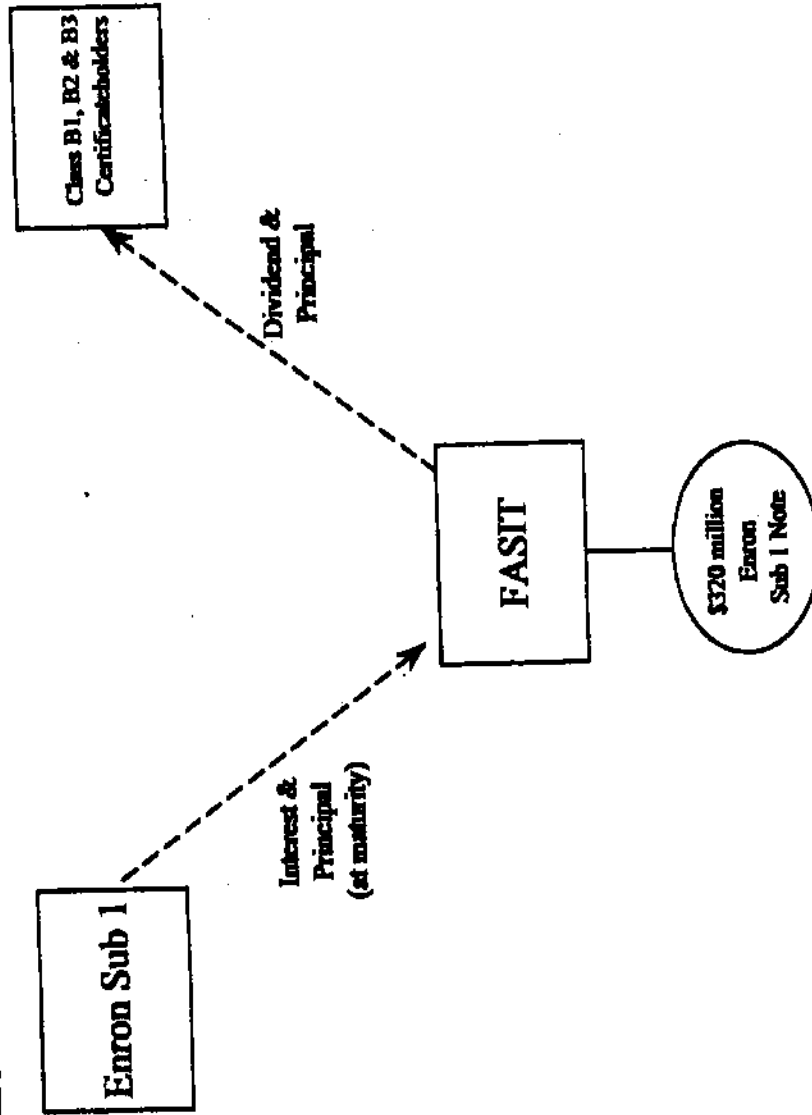 Enron Sub 1
Interest &
Principal
(at maturity)
FASIT
$320 million
Enron
Sub 1 Note
Dividend &
Principal
Class B1, B2 & B3
Certificateholders